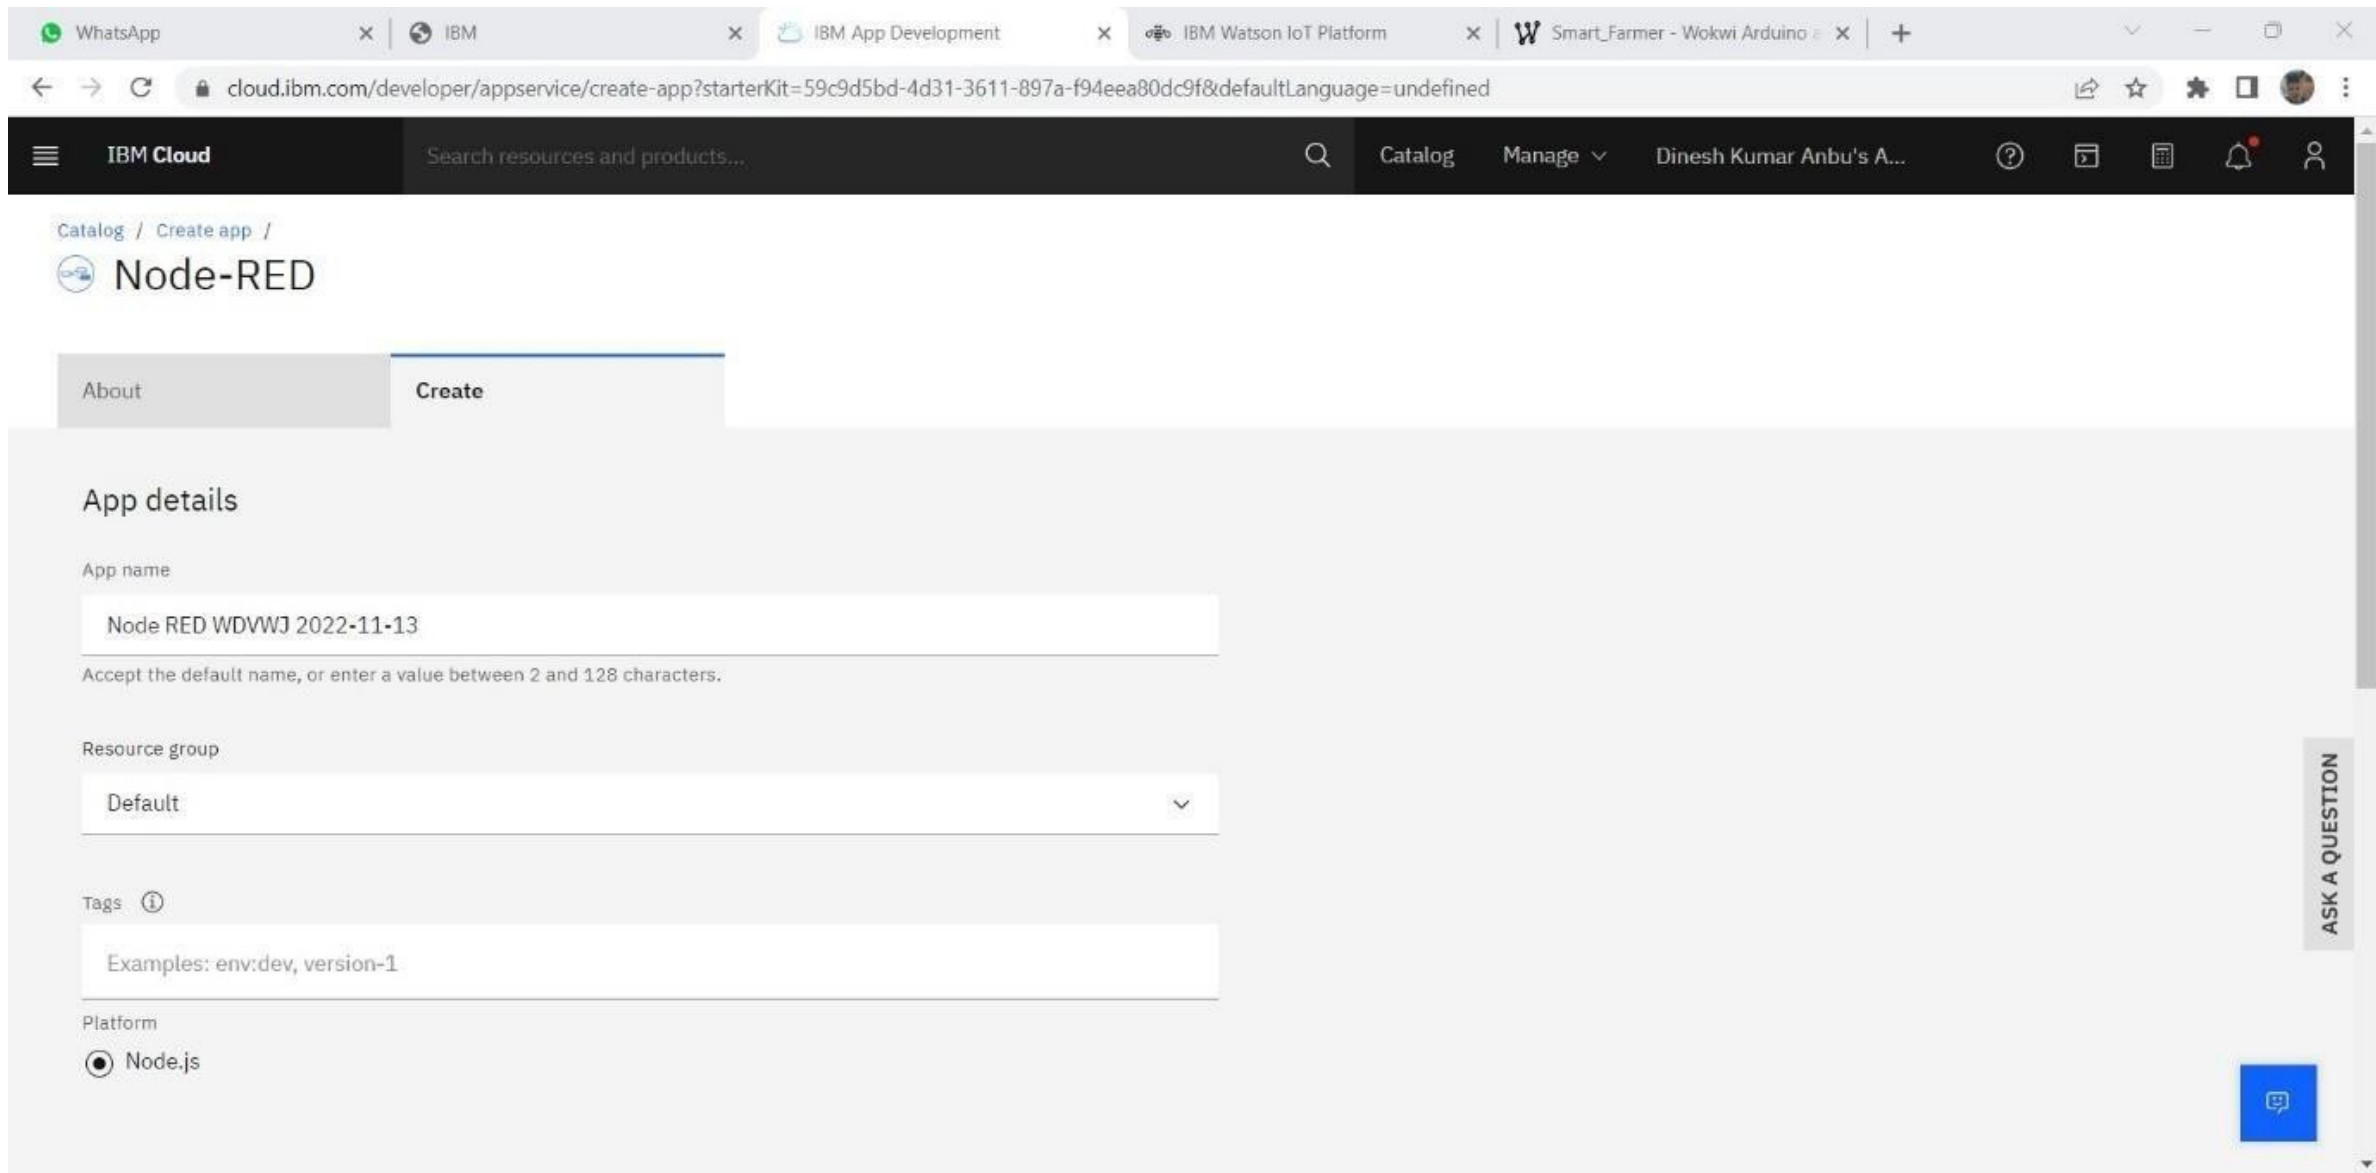 WhatsApp IBM IBM App Development IBM Watson IoT Platform Smart_Farmer - Wokwi Arduino
cloud.ibm.com/developer/appservice/create-app?starterKit=59c9d5bd-4d31-3611-897a-f94eea80dc9f&defaultLanguage=undefined
IBM Cloud Search resources and products... Catalog Manage Dinesh Kumar Anbu's A...
Catalog / Create app /
Node-RED
About Create
App details
App name
Node RED WDVWJ 2022-11-13
Accept the default name, or enter a value between 2 and 128 characters.
Resource group
Default
Tags
Examples: env:dev, version-1
Platform
Node.js
ASK A QUESTION